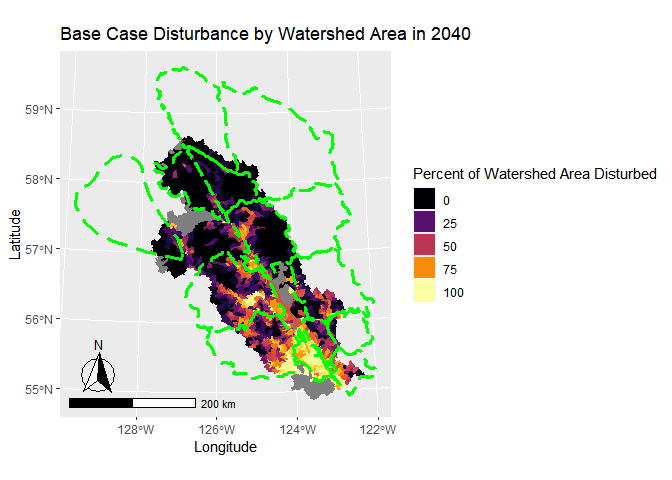 Base Case Disturbance by Watershed Area in 2040
59°N
58°N
57°N
56°N
55°N
Latitude
N
200 km
128°W
126°W
124°W
122°W
Longitude
Percent of Watershed Area Disturbed
0
25
50
75
100